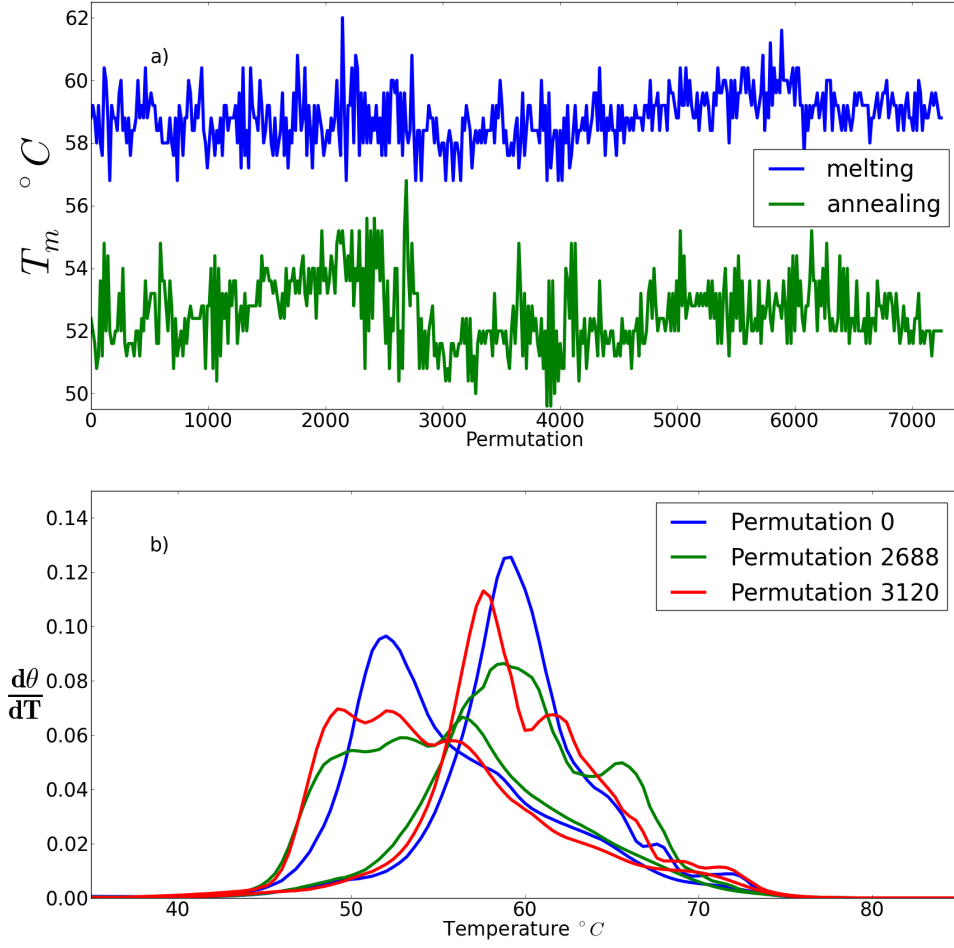 62
60
58
56
54
52
50
T_m °C
a)
melting
annealing
0 1000 2000 3000 4000 5000 6000 7000
Permutation
0.14
0.12
0.10
0.08
0.06
0.04
0.02
0.00
dθ
dT
b)
Permutation 0
Permutation 2688
Permutation 3120
40 50 60 70 80
Temperature °C